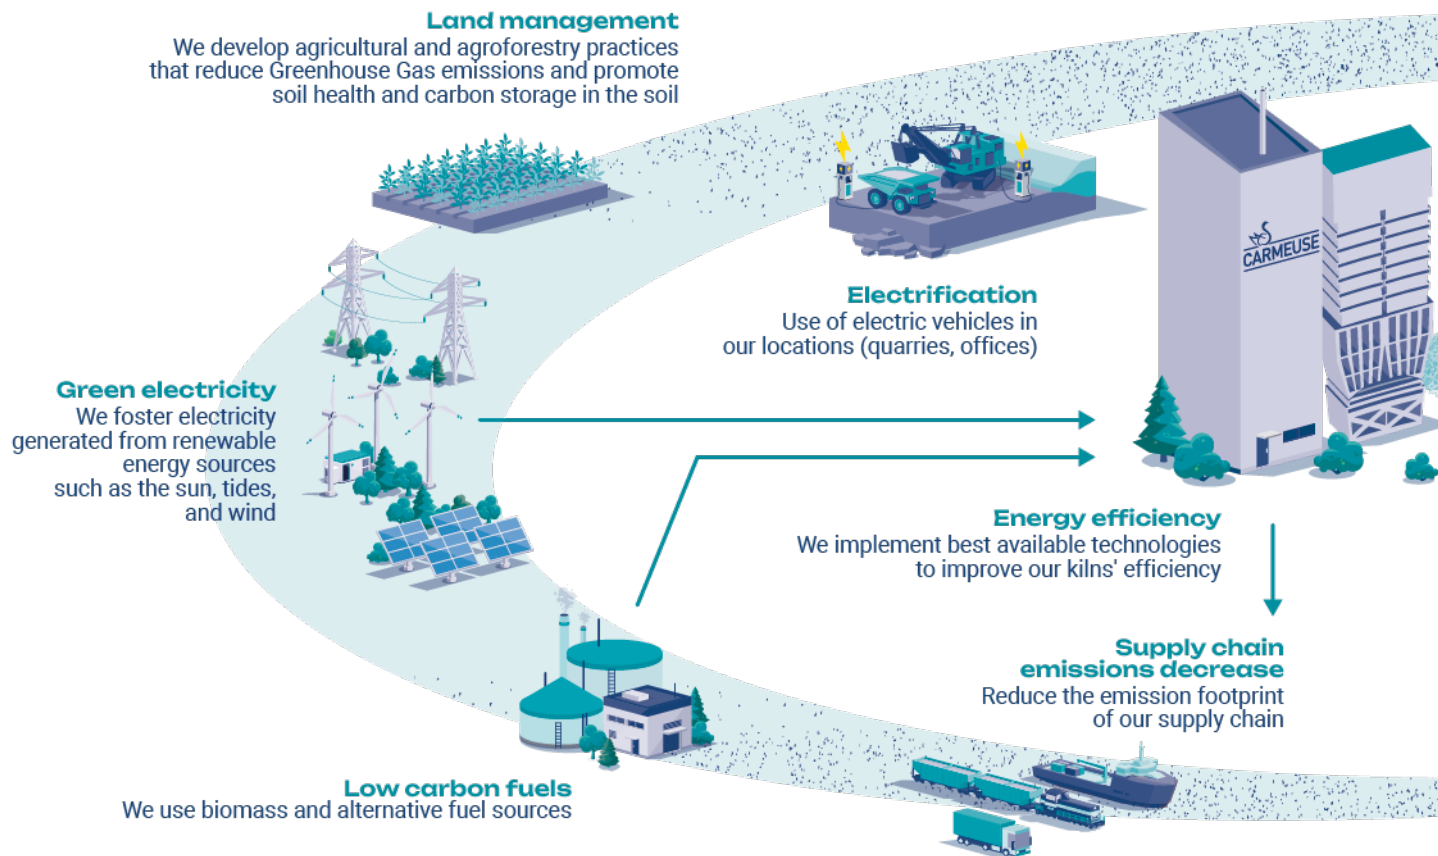 Land management
We develop agricultural and agroforestry practices
that reduce Greenhouse Gas emissions and promote
soil health and carbon storage in the soil
CARMEUSE
Electrification
Use of electric vehicles in
our locations (quarries, offices)
Green electricity
We foster electricity
generated from renewable
energy sources
such as the sun, tides,
and wind
Energy efficiency
We implement best available technologies
to improve our kilns' efficiency
Supply chain
emissions decrease
Reduce the emission footprint
of our supply chain
Low carbon fuels
We use biomass and alternative fuel sources